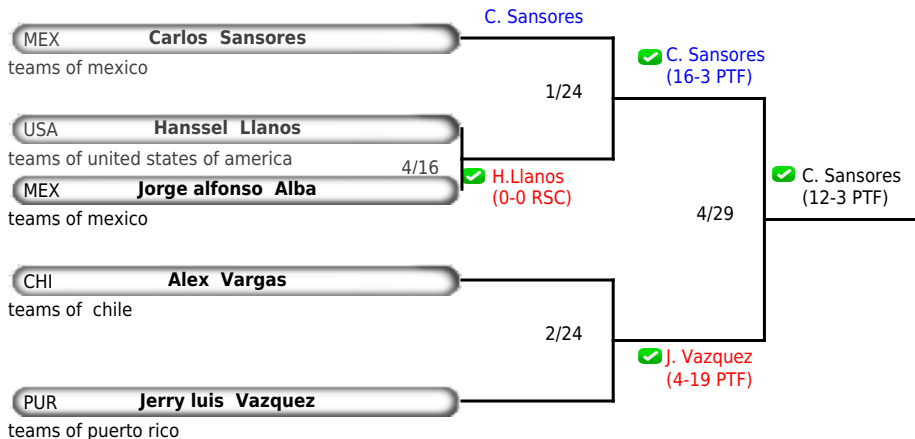 C. Sansores
MEX Carlos Sansores
teams of mexico
C. Sansores
(16-3 PTF)
1/24
USA Hanssel Llanos
teams of united states of america
4/16
H.Llanos
(0-0 RSC)
MEX Jorge alfonso Alba
teams of mexico
C. Sansores
(12-3 PTF)
4/29
CHI Alex Vargas
teams of chile
2/24
J. Vazquez
(4-19 PTF)
PUR Jerry luis Vazquez
teams of puerto rico